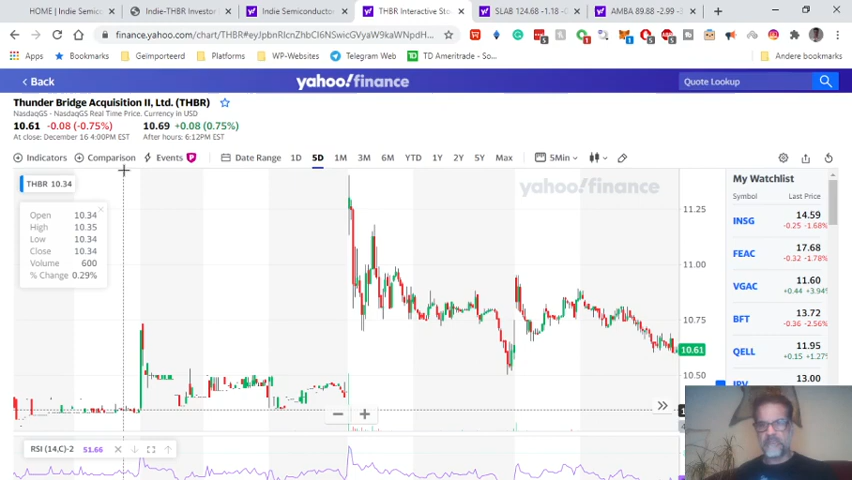 HOME | Indie Semic
Indie-THBR Investor
Indie Semiconductor
THBR Interactive Sto
SLAB 124.68 -1.18 -
AMBA 89.88 -2.99 -3
finance.yahoo.com/chart/THBR#
Apps
Bookmarks
Geimporteerd
Platforms
WP-Websites
Telegram Web
TD Ameritrade - So...
Andere bookmarks
Back
yahoo!finance
Quote Lookup
Thunder Bridge Acquisition II, Ltd. (THBR)
NasdaqGS - NasdaqGS Real Time Price. Currency in USD
10.61 -0.08 (-0.75%) 10.69 +0.08 (0.75%)
At close: December 16 4:00PM EST After hours: 6:12PM EST
Indicators Comparison Events Date Range 1D 5D 1M 3M 6M YTD 1Y 2Y 5Y Max 5Min
THBR 10.34
Open 10.34
High 10.35
Low 10.34
Close 10.34
Volume 600
% Change 0.29%
yahoo!finance
11.25
11.00
10.75
10.61
10.50
RSI (14,C)-2 51.66
My Watchlist
Symbol Last Price
INSG 14.59
-0.25 -1.68%
FEAC 17.68
-0.32 -1.78%
VGAC 11.60
+0.44 +3.94%
BFT 13.72
-0.36 -2.56%
QELL 11.95
+0.15 +1.27%
13.00